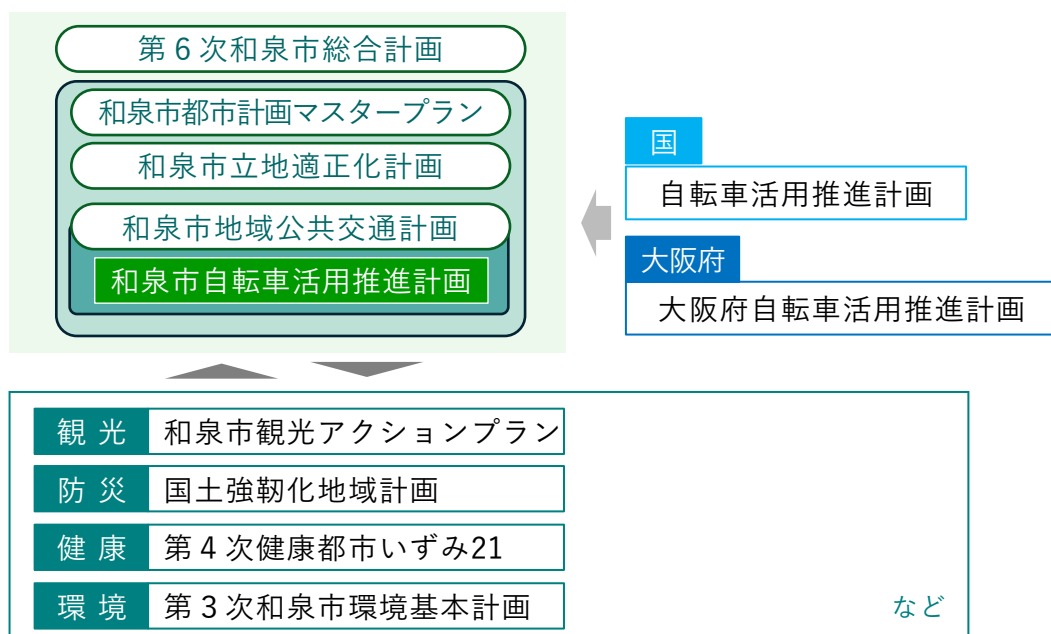 第6次和泉市総合計画
和泉市都市計画マスタープラン
和泉市立地適正化計画
和泉市地域公共交通計画
和泉市自転車活用推進計画
国
自転車活用推進計画
大阪府
大阪府自転車活用推進計画
観光 和泉市観光アクションプラン
防災 国土強靭化地域計画
健康 第4次健康都市いずみ21
環境 第3次和泉市環境基本計画
など